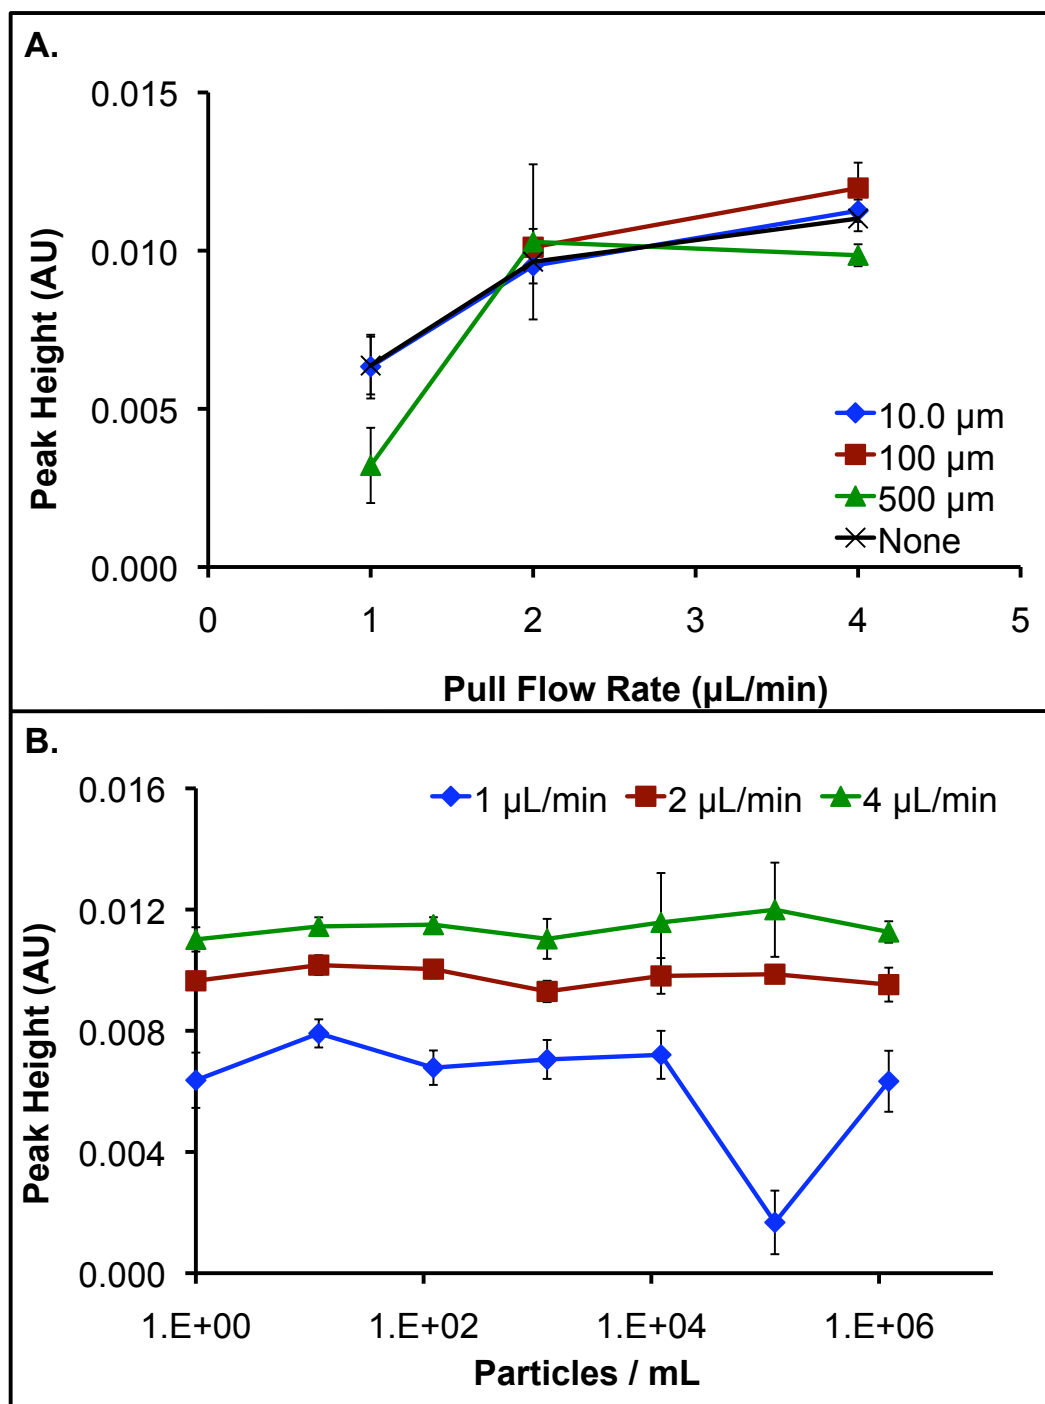 A.
0.015
0.010
0.005
0.000
Peak Height (AU)
10.0 µm
100 µm
500 µm
None
0 1 2 3 4 5
Pull Flow Rate (µL/min)
B.
1 µL/min 2 µL/min 4 µL/min
0.016
0.012
0.008
0.004
0.000
Peak Height (AU)
1.E+00 1.E+02 1.E+04 1.E+06
Particles / mL